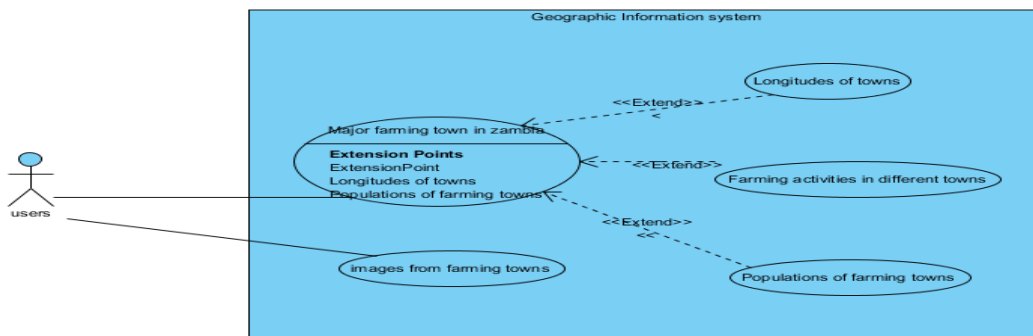 Geographic Information system
Longitudes of towns
<<Extend>>
<
Major farming town in zambia
Extension Points
ExtensionPoint
Longitudes of towns
Populations of farming towns
<<Extend>>
Farming activities in different towns
users
<<Extend>>
<<
images from farming towns
Populations of farming towns